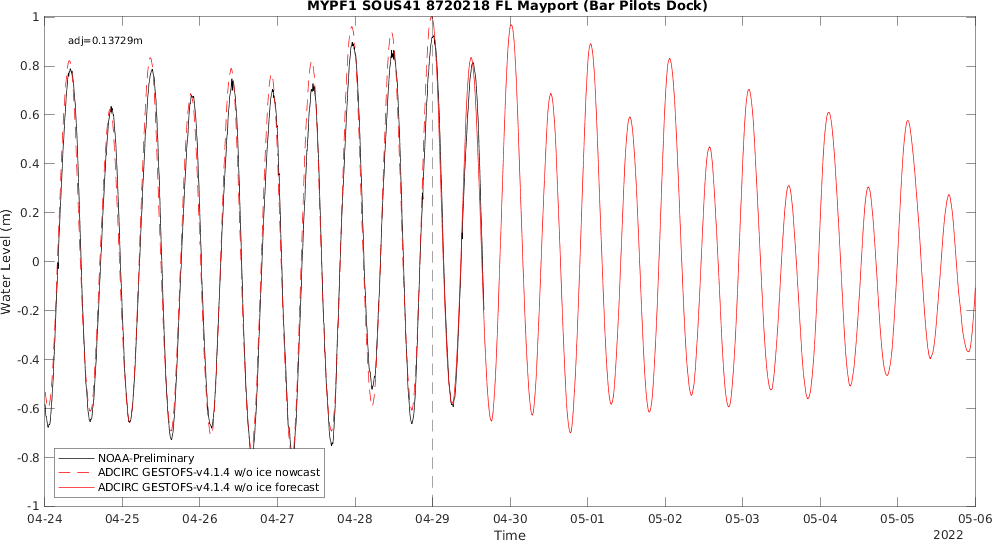 MYPF1 SOUS41 8720218 FL Mayport (Bar Pilots Dock)
adj=0.13729m
1
0.8
0.6
0.4
0.2
0
-0.2
-0.4
-0.6
-0.8
-1
Water Level (m)
NOAA-Preliminary
ADCIRC GESTOFS-v4.1.4 w/o ice nowcast
ADCIRC GESTOFS-v4.1.4 w/o ice forecast
04-24 04-25 04-26 04-27 04-28 04-29 04-30 05-01 05-02 05-03 05-04 05-05 05-06
Time
2022